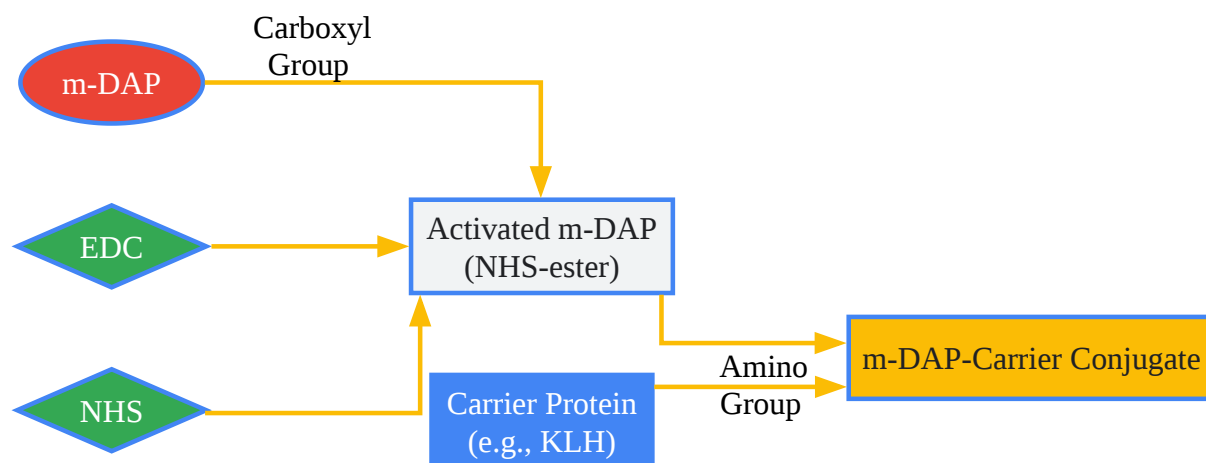 Carboxyl
Group
m-DAP
EDC
Activated m-DAP
(NHS-ester)
NHS
Carrier Protein
(e.g., KLH)
Amino
Group
m-DAP-Carrier Conjugate